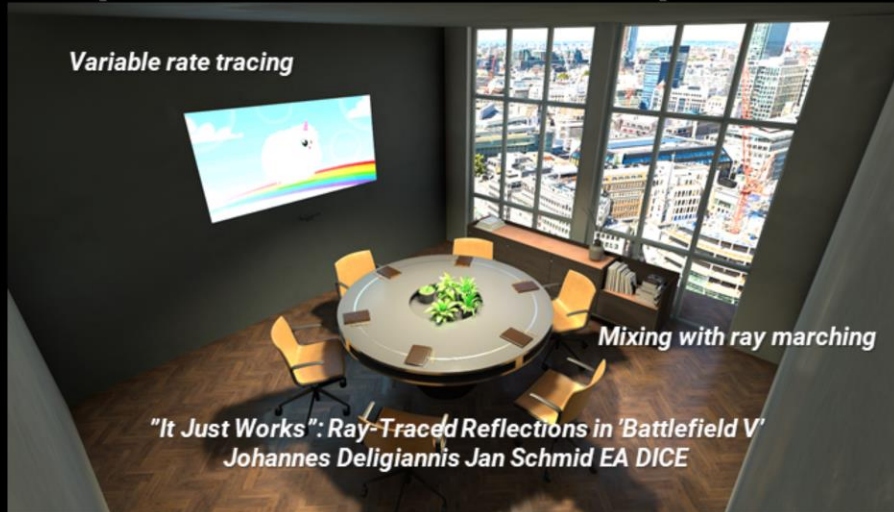 Variable rate tracing
Mixing with ray marching
"It Just Works": Ray-Traced Reflections in 'Battlefield V'
Johannes Deligiannis Jan Schmid EA DICE